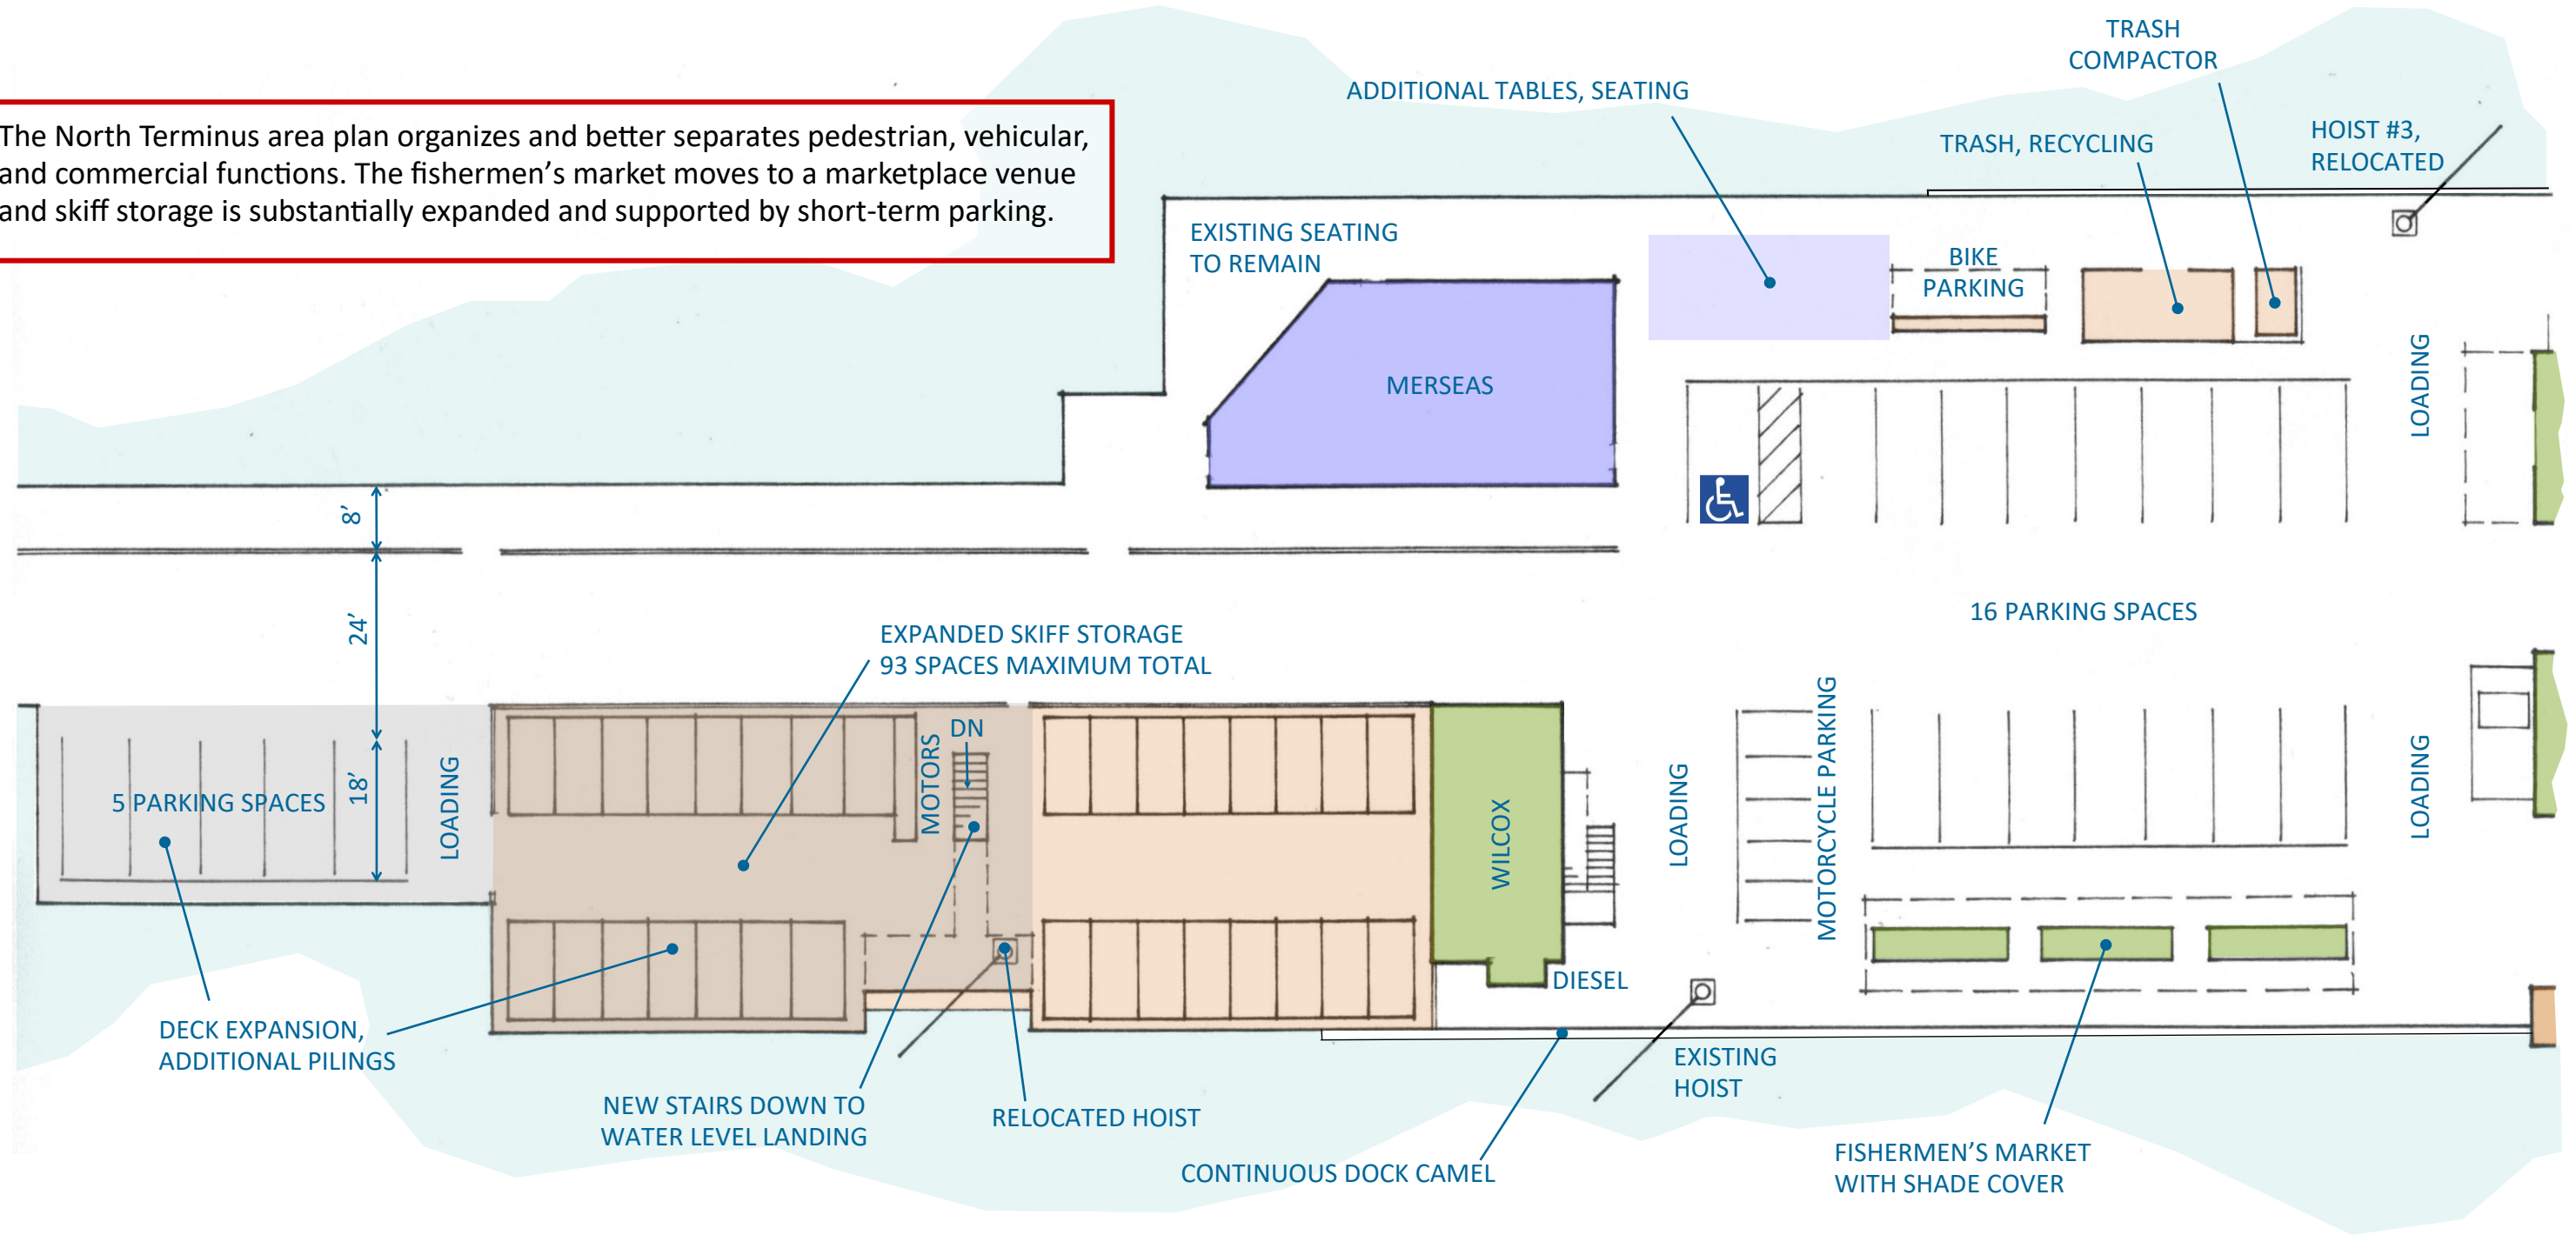 The North Terminus area plan organizes and better separates pedestrian, vehicular,
and commercial functions. The fishermen's market moves to a marketplace venue
and skiff storage is substantially expanded and supported by short-term parking.
TRASH
COMPACTOR
ADDITIONAL TABLES, SEATING
TRASH, RECYCLING
HOIST #3,
RELOCATED
EXISTING SEATING
TO REMAIN
BIKE
PARKING
MERSEAS
LOADING
8'
24'
18'
16 PARKING SPACES
EXPANDED SKIFF STORAGE
93 SPACES MAXIMUM TOTAL
5 PARKING SPACES
LOADING
MOTORS
DN
WILCOX
LOADING
MOTORCYCLE PARKING
LOADING
DIESEL
DECK EXPANSION,
ADDITIONAL PILINGS
NEW STAIRS DOWN TO
WATER LEVEL LANDING
RELOCATED HOIST
EXISTING
HOIST
CONTINUOUS DOCK CAMEL
FISHERMEN'S MARKET
WITH SHADE COVER